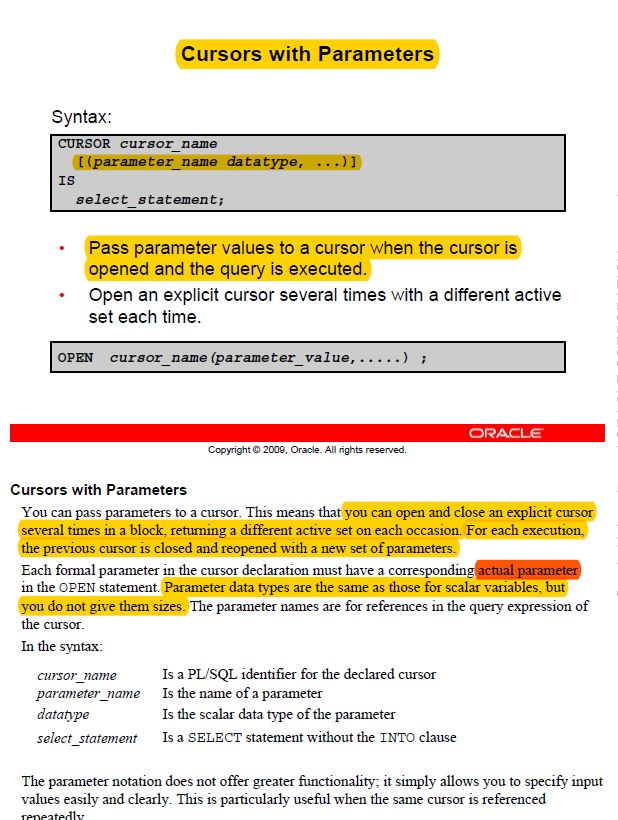 Cursors with Parameters
Syntax:
CURSOR cursor_name
[(parameter_name datatype, ...)]
IS
select_statement;
• Pass parameter values to a cursor when the cursor is
opened and the query is executed.
• Open an explicit cursor several times with a different active
set each time.
OPEN cursor_name(parameter_value,.....) ;
ORACLE
Copyright © 2009, Oracle. All rights reserved.
Cursors with Parameters
You can pass parameters to a cursor. This means that you can open and close an explicit cursor
several times in a block, returning a different active set on each occasion. For each execution,
the previous cursor is closed and reopened with a new set of parameters.
Each formal parameter in the cursor declaration must have a corresponding actual parameter
in the OPEN statement. Parameter data types are the same as those for scalar variables, but
you do not give them sizes. The parameter names are for references in the query expression of
the cursor.
In the syntax:
cursor_name Is a PL/SQL identifier for the declared cursor
parameter_name Is the name of a parameter
datatype Is the scalar data type of the parameter
select_statement Is a SELECT statement without the INTO clause
The parameter notation does not offer greater functionality; it simply allows you to specify input
values easily and clearly. This is particularly useful when the same cursor is referenced
repeatedly.